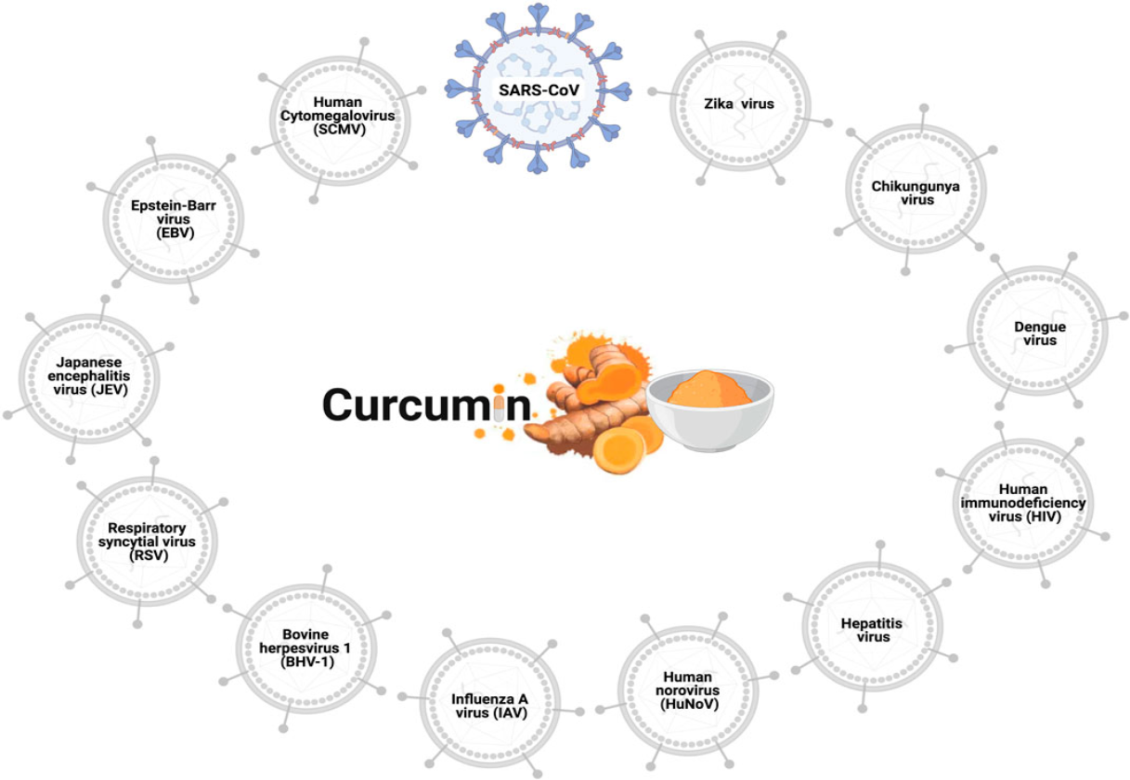 SARS-CoV
Zika virus
Chikungunya
virus
Dengue
virus
Human
immunodeficiency
virus (HIV)
Hepatitis
virus
Human
norovirus
(HuNoV)
Influenza A
virus (IAV)
Bovine
herpesvirus 1
(BHV-1)
Respiratory
syncytial virus
(RSV)
Japanese
encephalitis
virus (JEV)
Epstein-Barr
virus
(EBV)
Human
Cytomegalovirus
(SCMV)
Curcumin